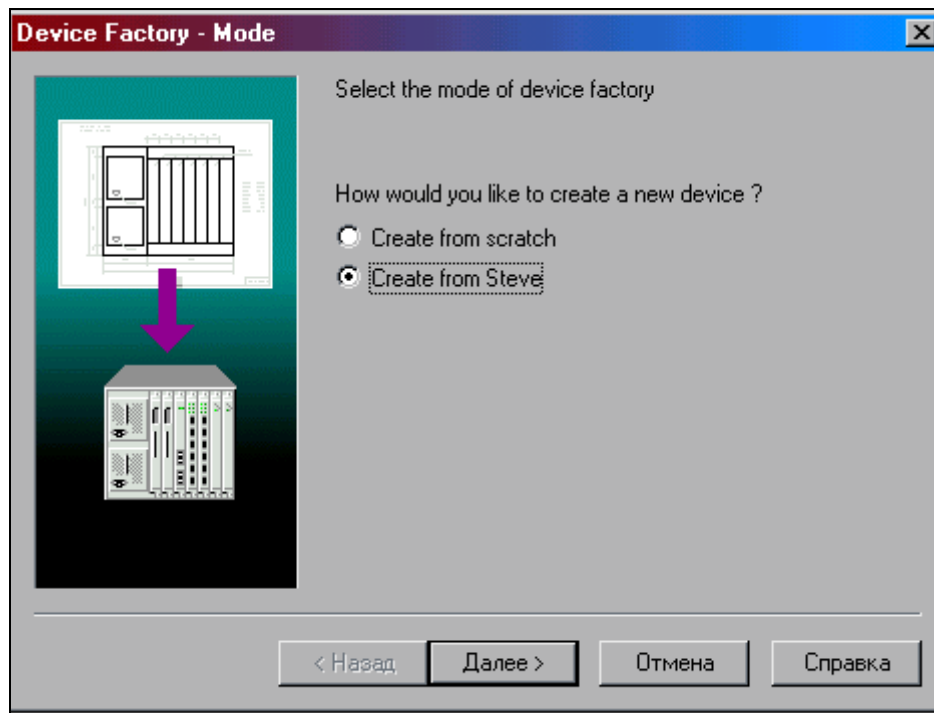 Device Factory - Mode
Select the mode of device factory
How would you like to create a new device ?
Create from scratch
Create from Steve
< Назад
Далее >
Отмена
Справка